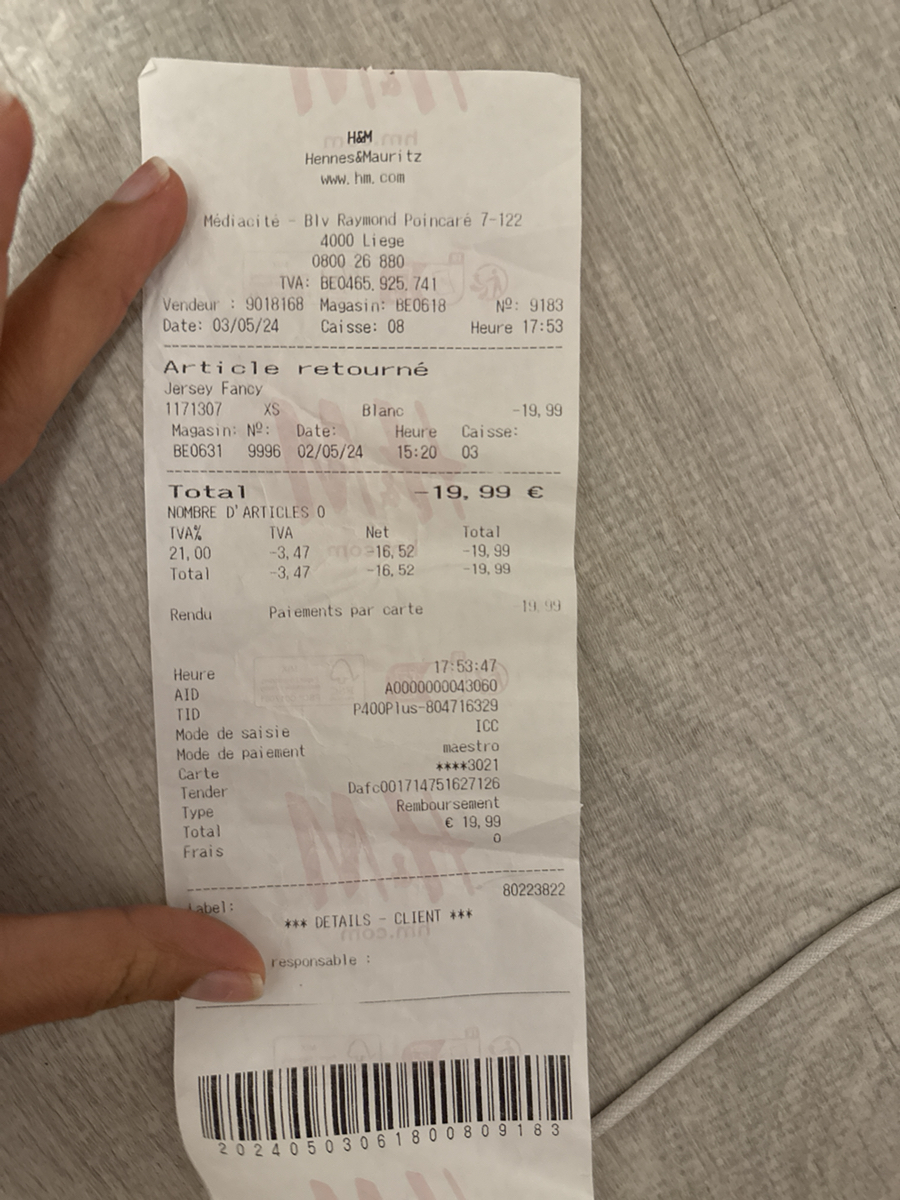 H&M
Hennes&Mauritz
www.hm.com
Médiacité - Blv Raymond Poincaré 7-122
4000 Liege
0800 26 880
TVA: BE0465.925.741
Vendeur : 9018168 Magasin: BE0618 Nº: 9183
Date: 03/05/24 Caisse: 08 Heure 17:53
Article retourné
Jersey Fancy
1171307 XS Blanc -19,99
Magasin: Nº: Date: Heure Caisse:
BE0631 9996 02/05/24 15:20 03
Total -19,99 €
NOMBRE D'ARTICLES 0
TVA% TVA Net Total
21,00 -3,47 -16,52 -19,99
Total -3,47 -16,52 -19,99
Rendu Paiements par carte -19,99
Heure 17:53:47
AID A0000000043060
TID P400Plus-804716329
Mode de saisie ICC
Mode de paiement maestro
Carte ****3021
Tender Dafc001714751627126
Type Remboursement
Total € 19,99
Frais 0
Label: 80223822
*** DETAILS - CLIENT ***
responsable :
20240503061800809183